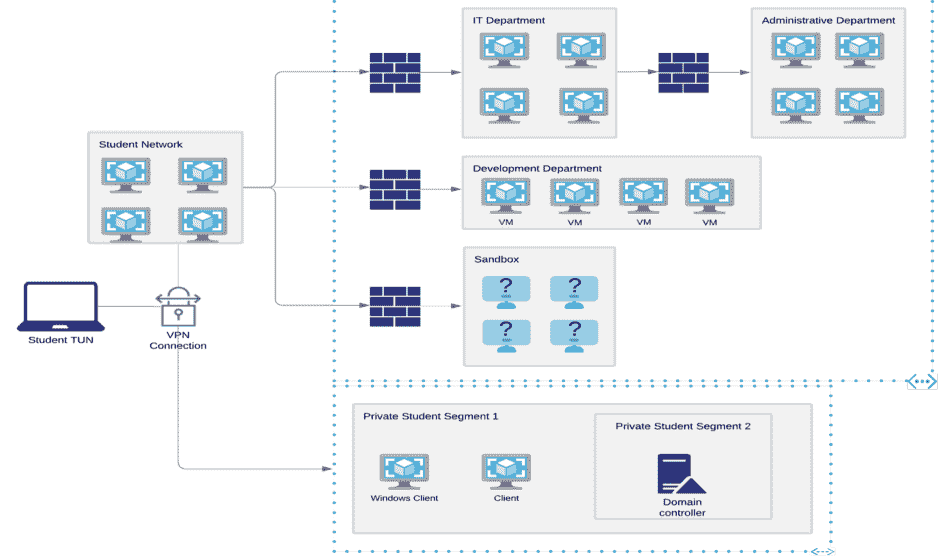 IT Department
Administrative Department
Student Network
Development Department
VM
VM
VM
VM
Sandbox
?
?
?
?
Student TUN
VPN
Connection
Private Student Segment 1
Private Student Segment 2
Windows Client
Client
Domain
controller